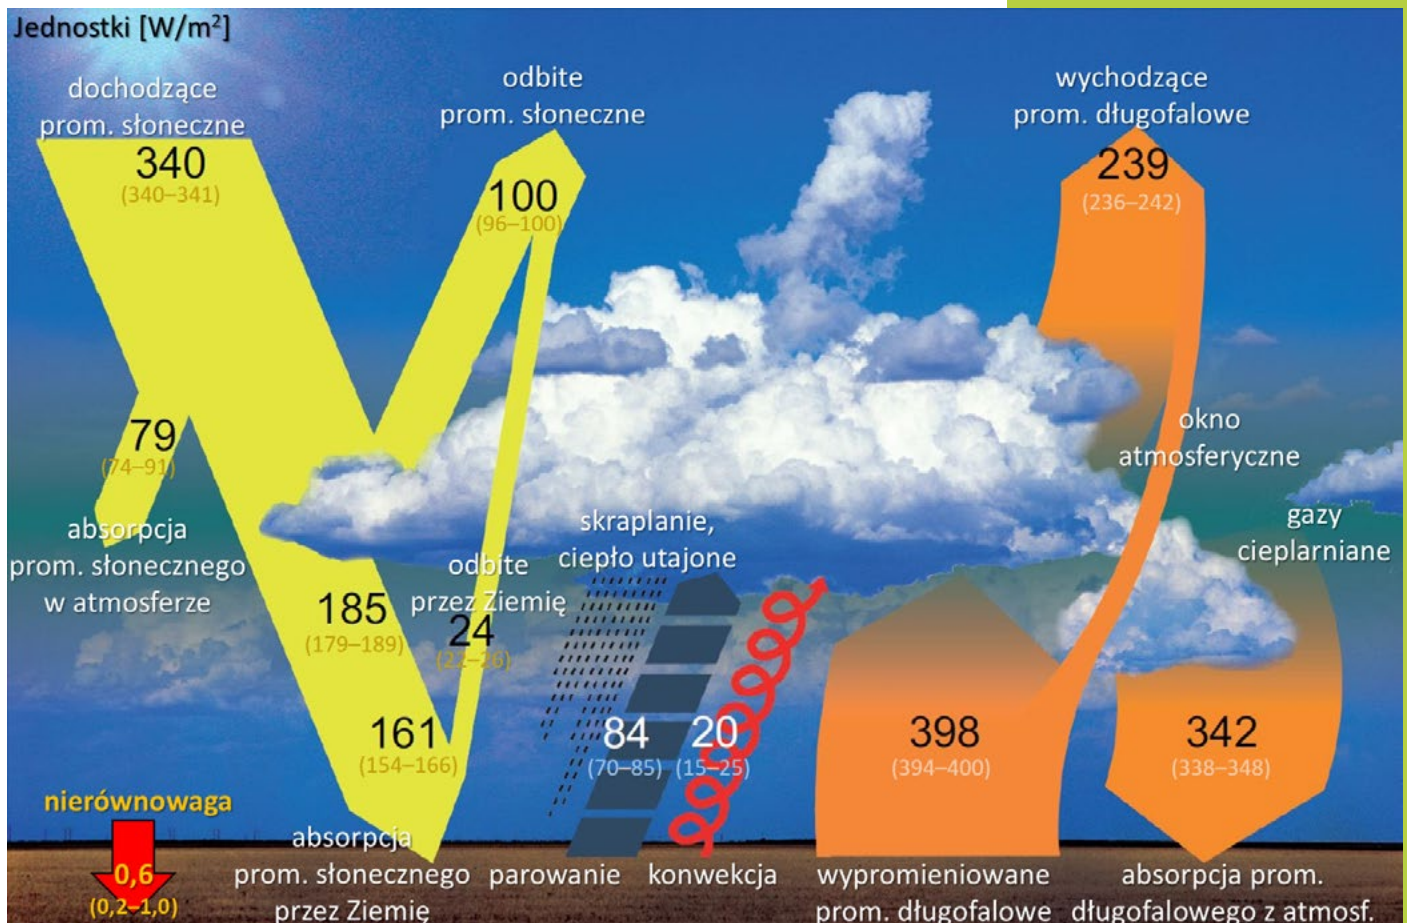 Jednostki [W/m²]
dochodzące
prom. słoneczne
340
(340–341)
odbite
prom. słoneczne
100
(96–100)
wychodzące
prom. długofalowe
239
(236–242)
79
(74–91)
absorpcja
prom. słonecznego
w atmosferze
okno
atmosferyczne
gazy
cieplarniane
skraplanie,
ciepło utajone
odbite
przez Ziemię
24
(22–26)
185
(179–189)
161
(154–166)
84
(70–85)
20
(15–25)
398
(394–400)
342
(338–348)
nierównowaga
0,6
(0,2–1,0)
absorpcja
prom. słonecznego
przez Ziemię
parowanie
konwekcja
wypromieniowane
prom. długofalowe
absorpcja prom.
długofalowego z atmosf.